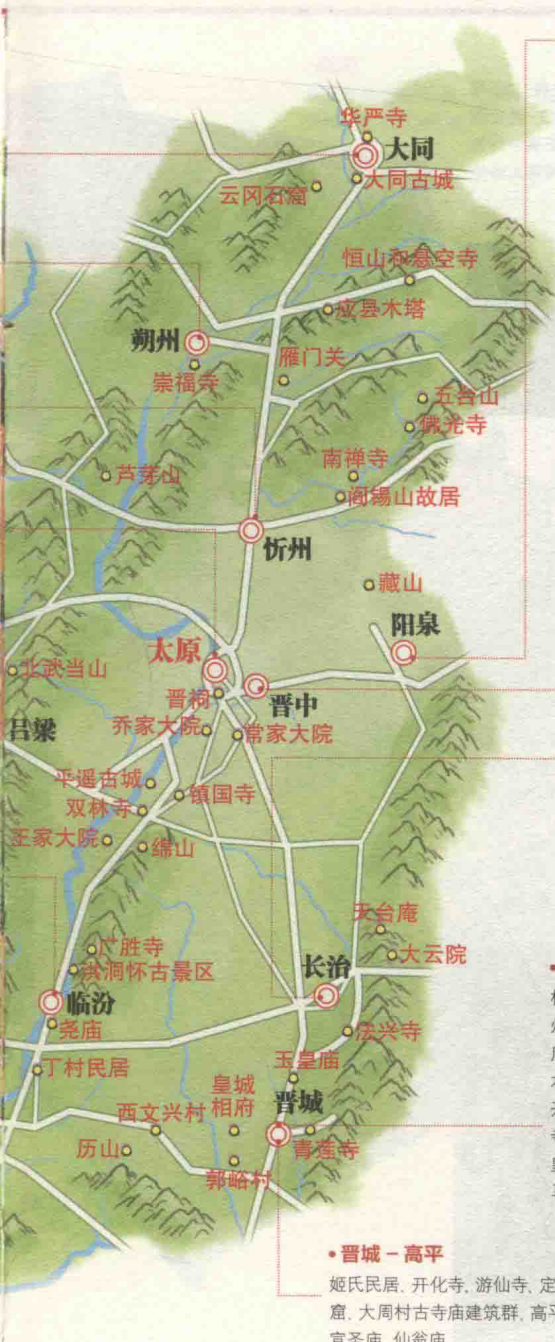 华严寺
大同
云冈石窟
大同古城
恒山和悬空寺
应县木塔
朔州
雁门关
崇福寺
五台山
佛光寺
南禅寺
芦芽山
阎锡山故居
忻州
藏山
阳泉
太原
北武当山
晋祠
晋中
吕梁
乔家大院
常家大院
平遥古城
镇国寺
双林寺
王家大院
绵山
天台庵
广胜寺
大云院
洪洞怀古景区
长治
临汾
尧庙
法兴寺
丁村民居
玉皇庙
皇城
相府
晋城
西文兴村
青莲寺
历山
郭峪村
•晋城－高平
姬氏民居、开化寺、游仙寺、定
窟、大周村古寺庙建筑群、高平
宣圣庙、仙翁庙